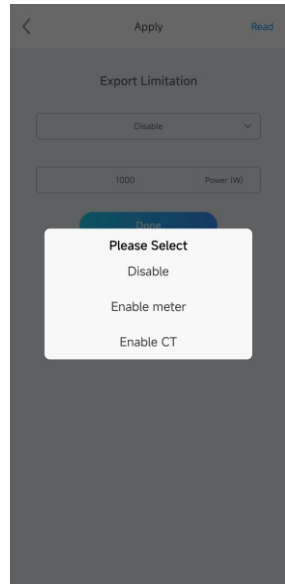 Apply Read
Export Limitation
Disable
1000 Power (W)
Done
Please Select
Disable
Enable meter
Enable CT